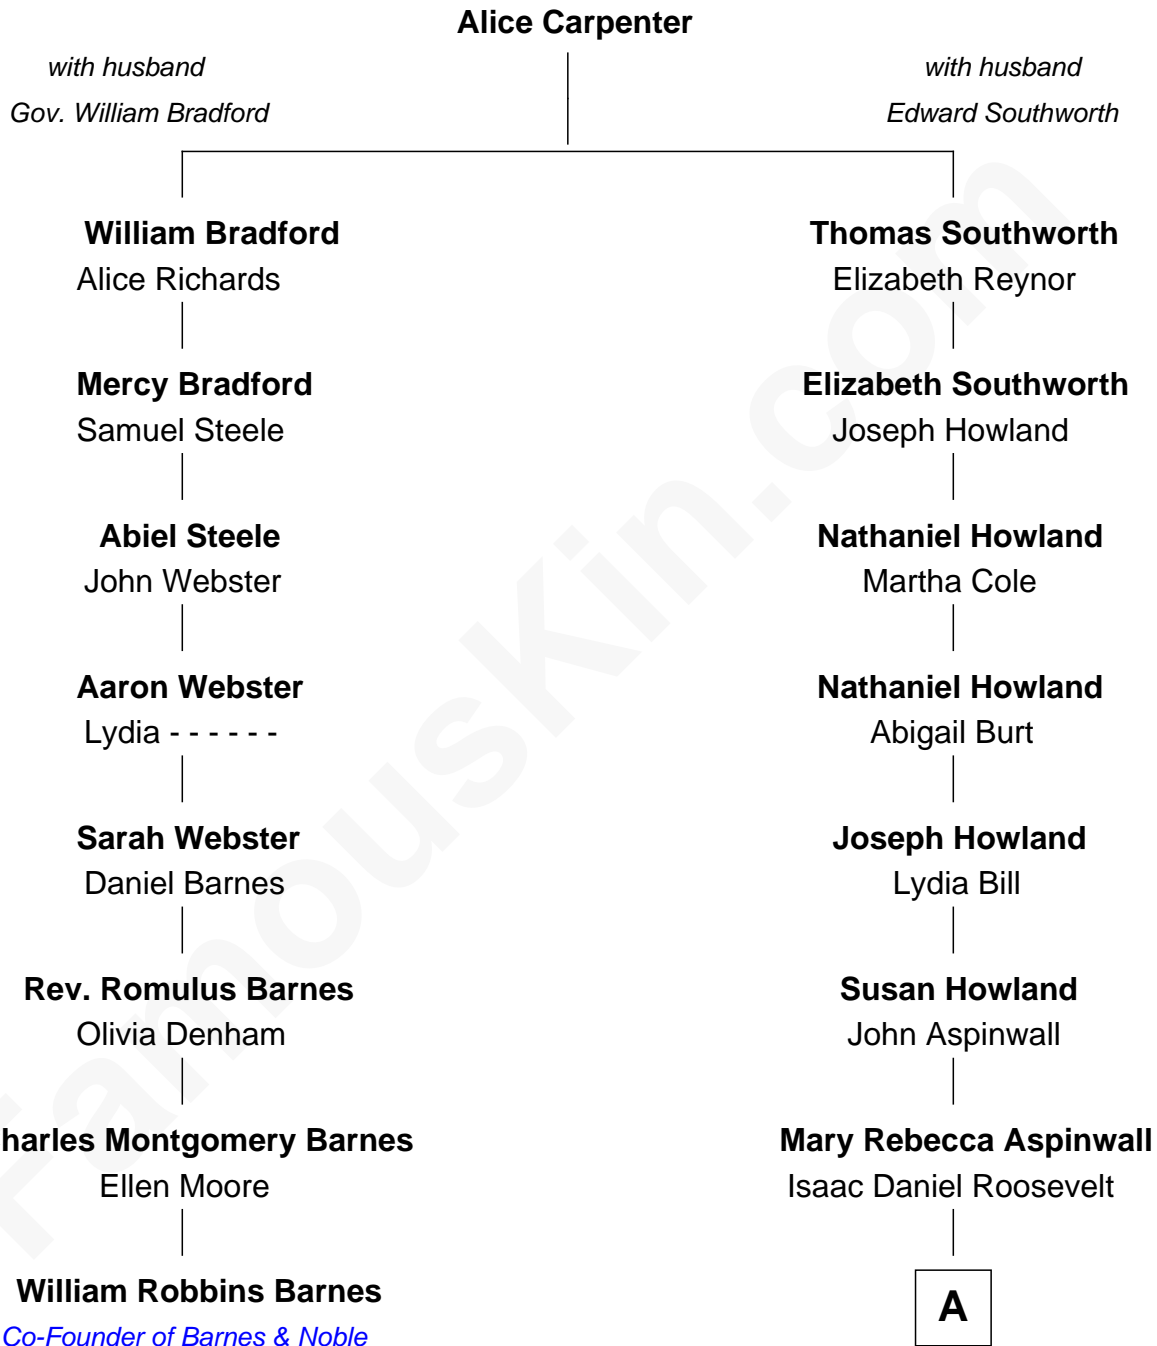 Alice Carpenter
with husband
Gov. William Bradford
with husband
Edward Southworth
William Bradford
Alice Richards
Thomas Southworth
Elizabeth Reynor
Mercy Bradford
Samuel Steele
Elizabeth Southworth
Joseph Howland
Abiel Steele
John Webster
Nathaniel Howland
Martha Cole
Aaron Webster
Lydia - - - - - -
Nathaniel Howland
Abigail Burt
Sarah Webster
Daniel Barnes
Joseph Howland
Lydia Bill
Rev. Romulus Barnes
Olivia Denham
Susan Howland
John Aspinwall
harles Montgomery Barnes
Ellen Moore
Mary Rebecca Aspinwall
Isaac Daniel Roosevelt
William Robbins Barnes
Co-Founder of Barnes & Noble
A
FamousKin.com